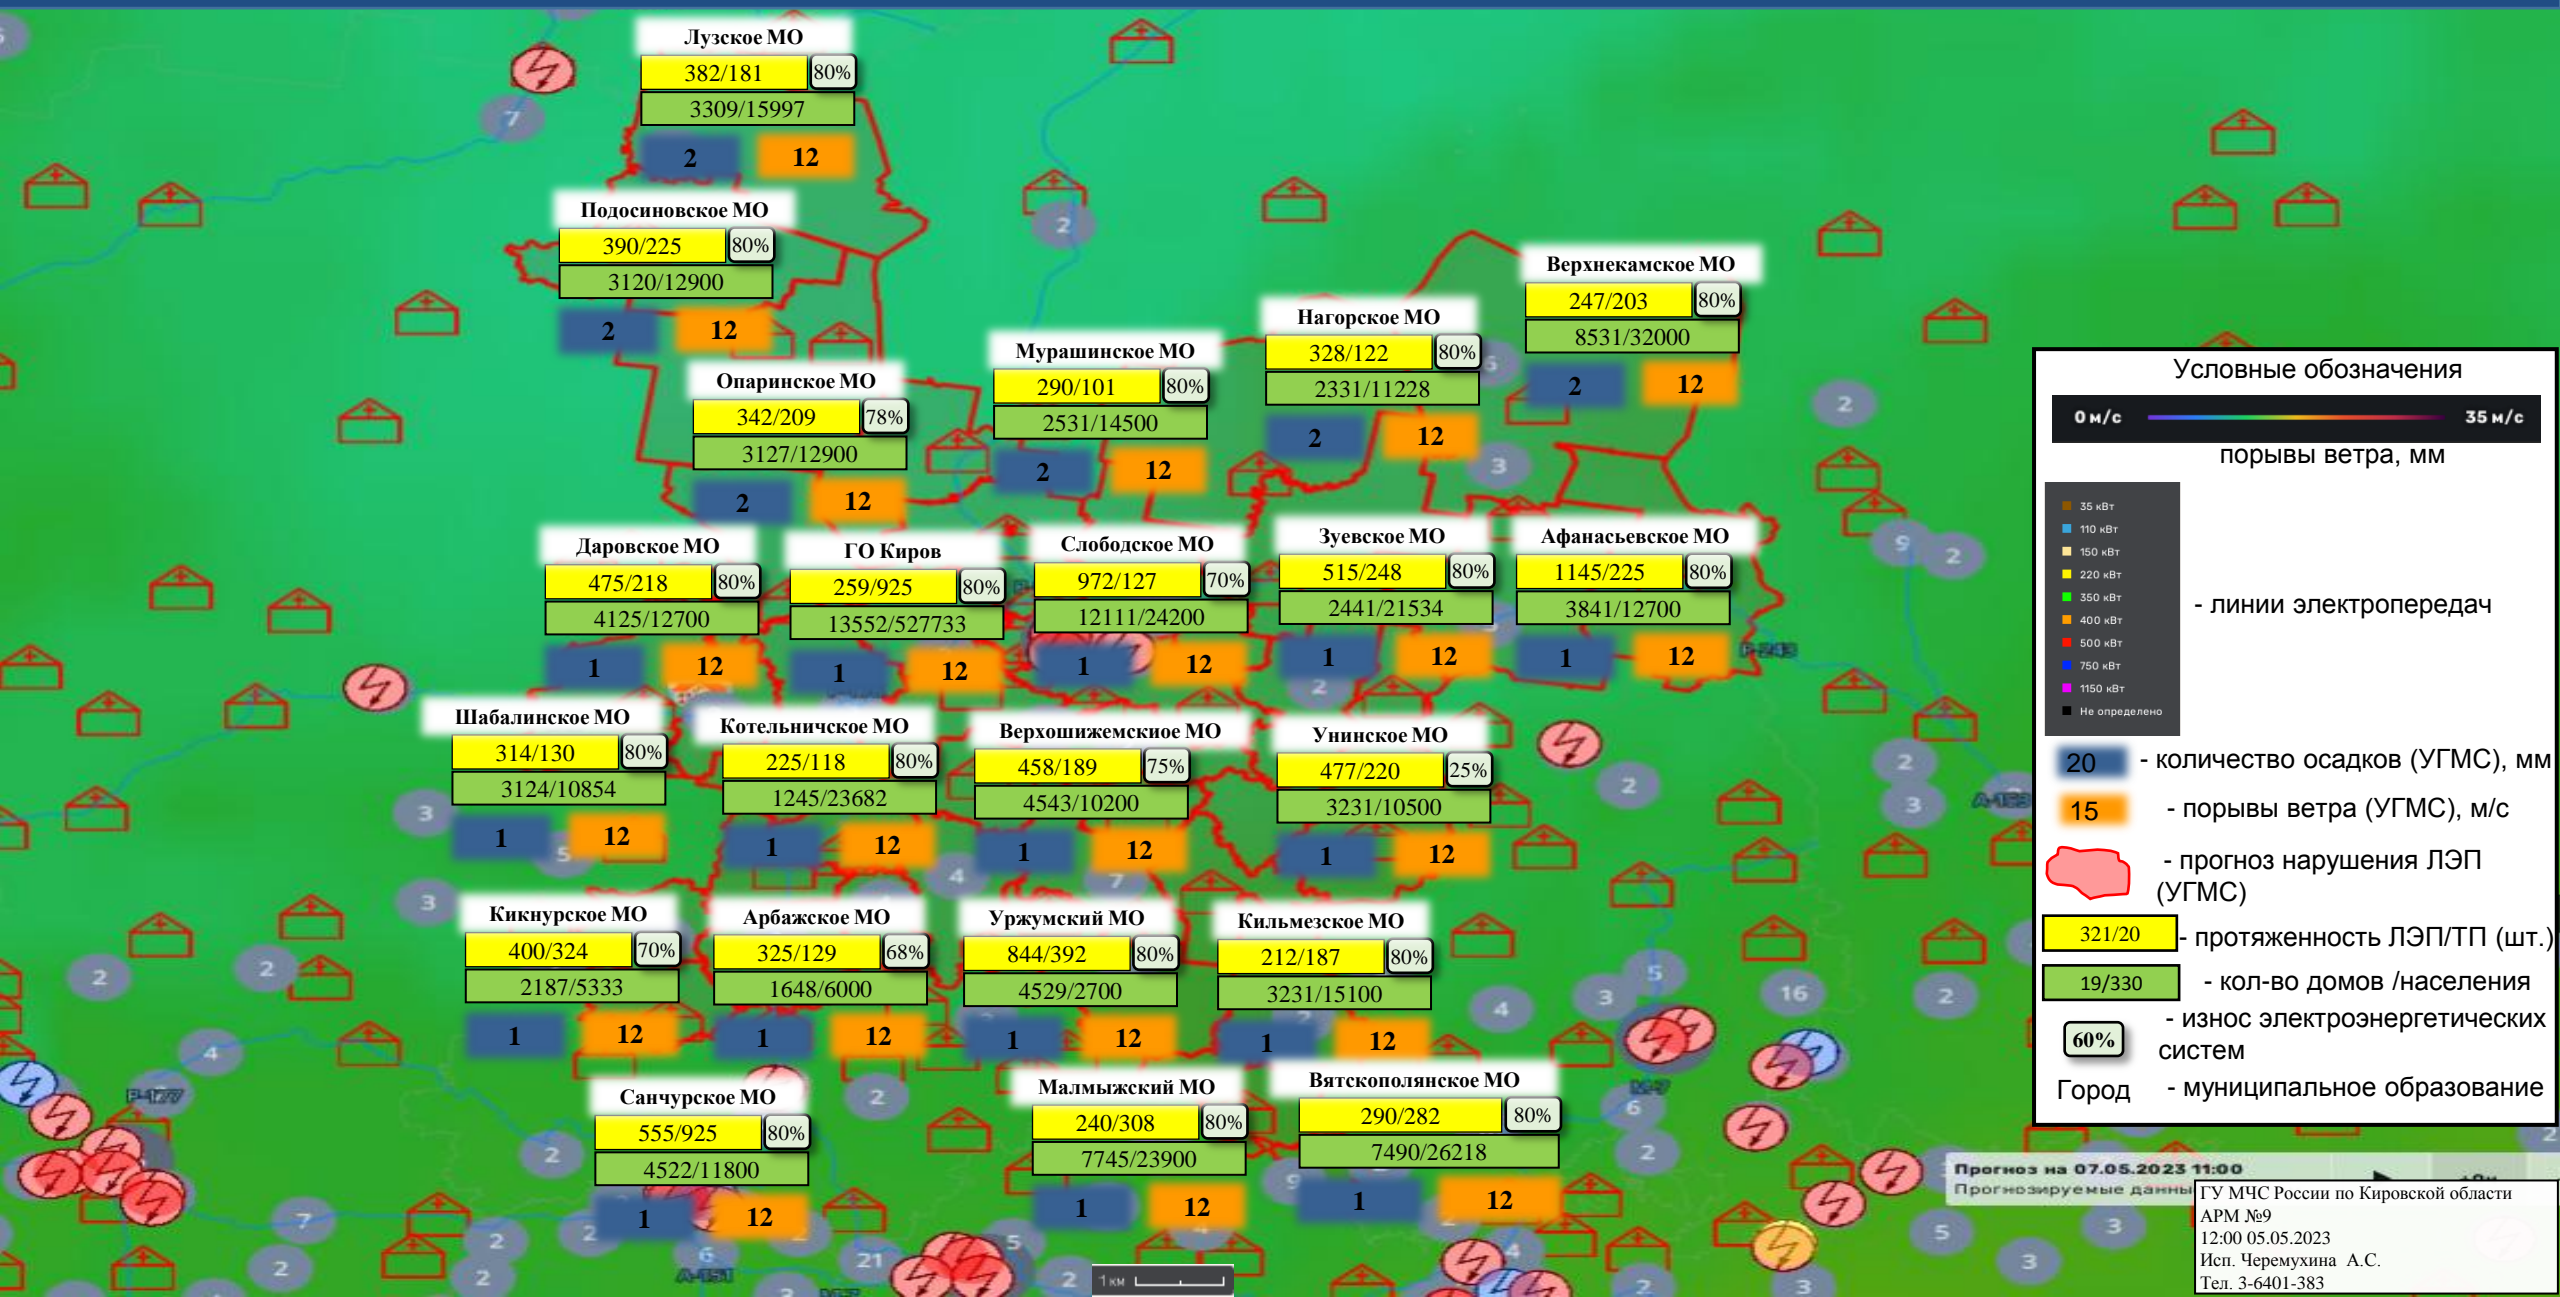 Лузское МО
382/181 80%
3309/15997
2 12
Подосиновское МО
390/225 80%
3120/12900
2 12
Верхнекамское МО
247/203 80%
8531/32000
2 12
Нагорское МО
328/122 80%
2331/11228
2 12
Мурашинское МО
290/101 80%
2531/14500
2 12
Опаринское МО
342/209 78%
3127/12900
2 12
Даровское МО
475/218 80%
4125/12700
1 12
ГО Киров
259/925 80%
13552/527733
1 12
Слободское МО
972/127 70%
12111/24200
1 12
Зуевское МО
515/248 80%
2441/21534
1 12
Афанасьевское МО
1145/225 80%
3841/12700
1 12
Р-243
Шабалинское МО
314/130 80%
3124/10854
1 12
Котельничское МО
225/118 80%
1245/23682
1 12
Верхошижемскиое МО
458/189 75%
4543/10200
1 12
Унинское МО
477/220 25%
3231/10500
1 12
Кикнурское МО
400/324 70%
2187/5333
1 12
Арбажское МО
325/129 68%
1648/6000
1 12
Уржумский МО
844/392 80%
4529/2700
1 12
Кильмезское МО
212/187 80%
3231/15100
1 12
Санчурское МО
555/925 80%
4522/11800
1 12
Малмыжский МО
240/308 80%
7745/23900
1 12
Вятскополянское МО
290/282 80%
7490/26218
1 12
Р-177
А-151
М-7
1 км
Условные обозначения
0 м/с 35 м/с
порывы ветра, мм
35 кВт
110 кВт
150 кВт
220 кВт
350 кВт
400 кВт
500 кВт
750 кВт
1150 кВт
Не определено
- линии электропередач
20 - количество осадков (УГМС), мм
15 - порывы ветра (УГМС), м/с
- прогноз нарушения ЛЭП
(УГМС)
321/20 - протяженность ЛЭП/ТП (шт.)
19/330 - кол-во домов /населения
60% - износ электроэнергетических
систем
Город - муниципальное образование
Прогноз на 07.05.2023 11:00
Прогнозируемые
ГУ МЧС России по Кировской области
АРМ №9
12:00 05.05.2023
Исп. Черемухина А.С.
Тел. 3-6401-383